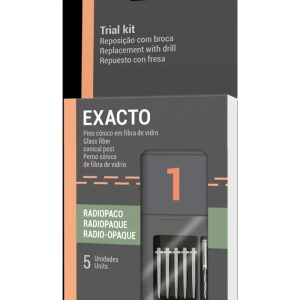 Trial kit
Reposição com broca
Replacement with drill
Repuesto con fresa
EXACTO
Pino cônico em fibra de vidro
Glass fiber
conical post
Perno cónico
de fibra de vidrio
1
RADIOPACO
RADIOPAQUE
RADIO-OPAQUE
5 Unidades
Units